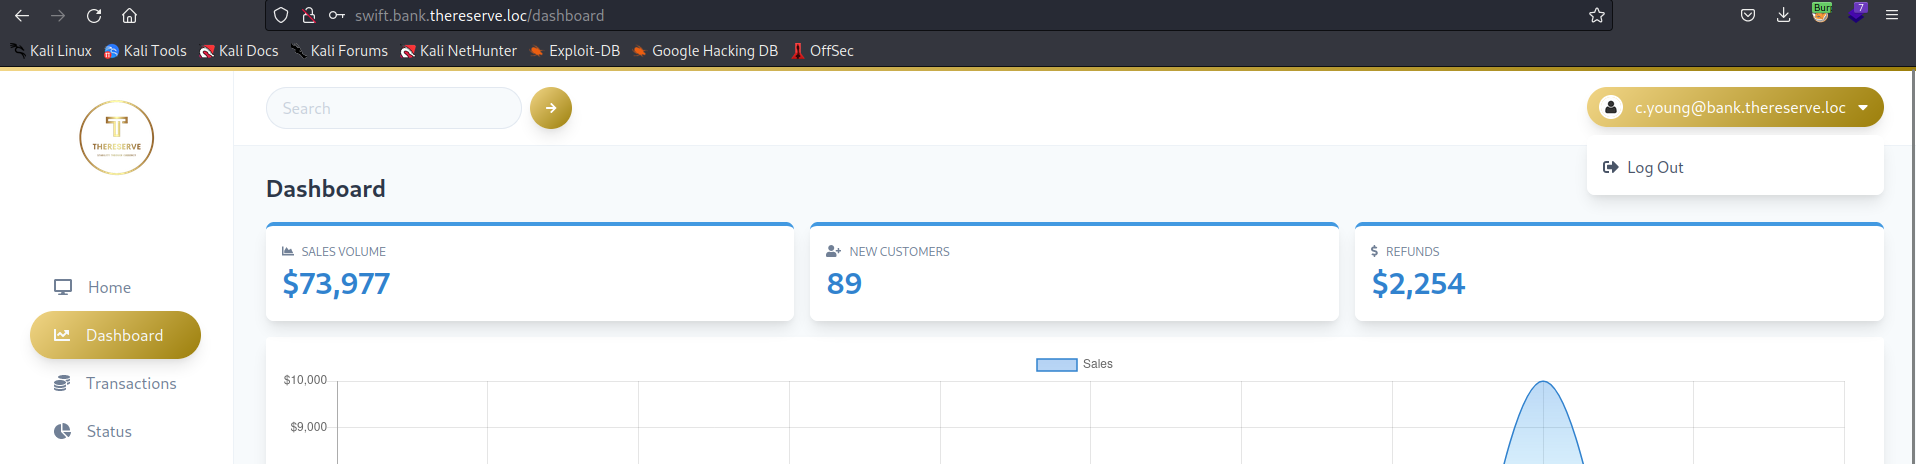 swift.bank.thereserve.loc/dashboard
Burp
7
Kali Linux Kali Tools Kali Docs Kali Forums Kali NetHunter Exploit-DB Google Hacking DB OffSec
T
THERESERVE
Search
c.young@bank.thereserve.loc
Log Out
Dashboard
SALES VOLUME
$73,977
NEW CUSTOMERS
89
REFUNDS
$2,254
Home
Dashboard
Transactions
Status
Sales
$10,000
$9,000